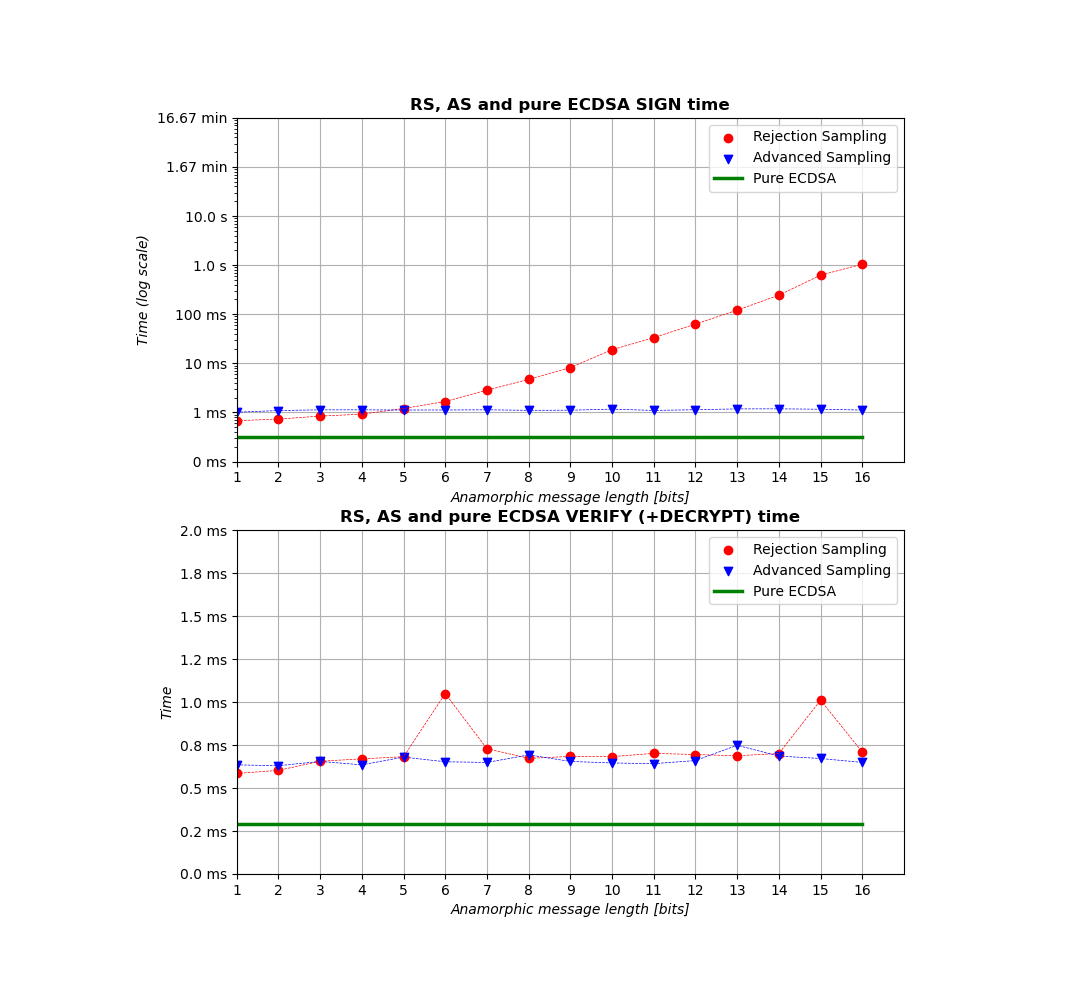 RS, AS and pure ECDSA SIGN time
16.67 min
1.67 min
10.0 s
1.0 s
100 ms
10 ms
1 ms
0 ms
Time (log scale)
Rejection Sampling
Advanced Sampling
Pure ECDSA
1 2 3 4 5 6 7 8 9 10 11 12 13 14 15 16
Anamorphic message length [bits]
RS, AS and pure ECDSA VERIFY (+DECRYPT) time
2.0 ms
1.8 ms
1.5 ms
1.2 ms
1.0 ms
0.8 ms
0.5 ms
0.2 ms
0.0 ms
Time
Rejection Sampling
Advanced Sampling
Pure ECDSA
1 2 3 4 5 6 7 8 9 10 11 12 13 14 15 16
Anamorphic message length [bits]